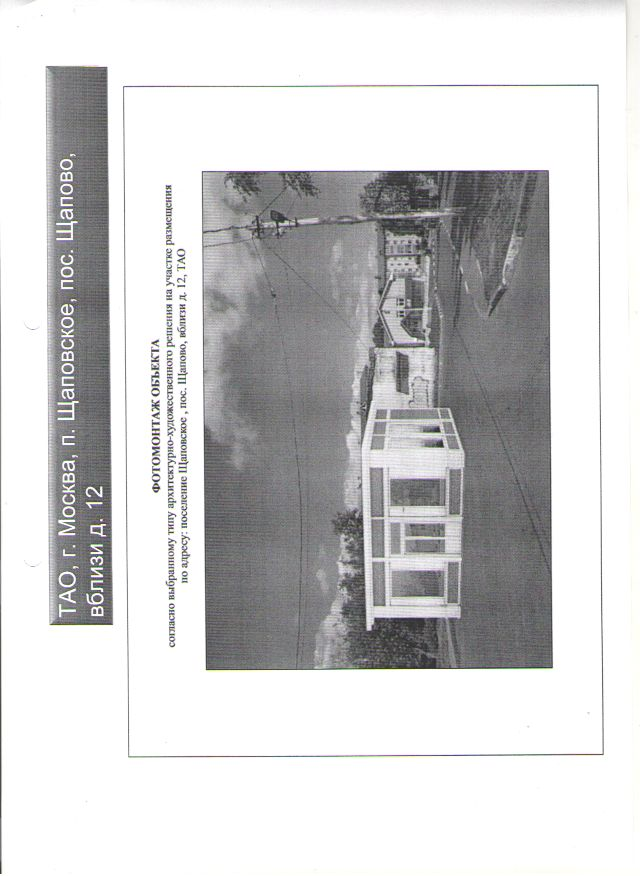 ТАО, г. Москва, п. Щаповское, пос. Щапово,
вблизи д. 12
ФОТОМОНТАЖ ОБЪЕКТА
согласно выбранному типу архитектурно-художественного решения на участке размещения
по адресу: поселение Щаповское , пос. Щапово, вблизи д. 12, ТАО